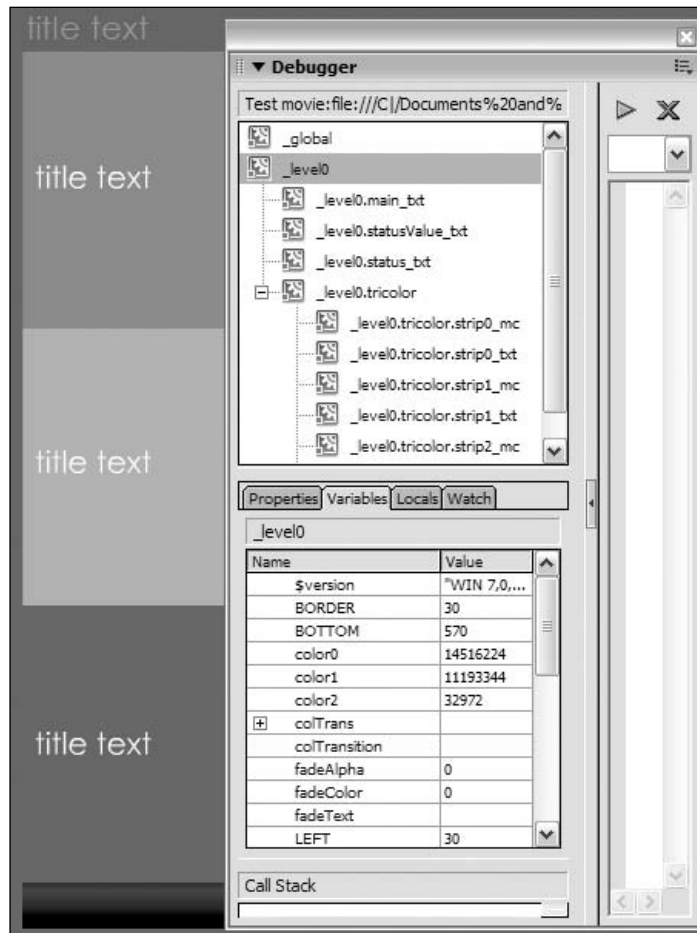 title text
title text
title text
title text
Debugger
Test movie:file:///C|/Documents%20and%
_global
_level0
_level0.main_txt
_level0.statusValue_txt
_level0.status_txt
_level0.tricolor
_level0.tricolor.strip0_mc
_level0.tricolor.strip0_txt
_level0.tricolor.strip1_mc
_level0.tricolor.strip1_txt
_level0.tricolor.strip2_mc
Properties Variables Locals Watch
_level0
Name Value
$version "WIN 7,0,...
BORDER 30
BOTTOM 570
color0 14516224
color1 11193344
color2 32972
colTrans
colTransition
fadeAlpha 0
fadeColor 0
fadeText
LEFT 30
Call Stack